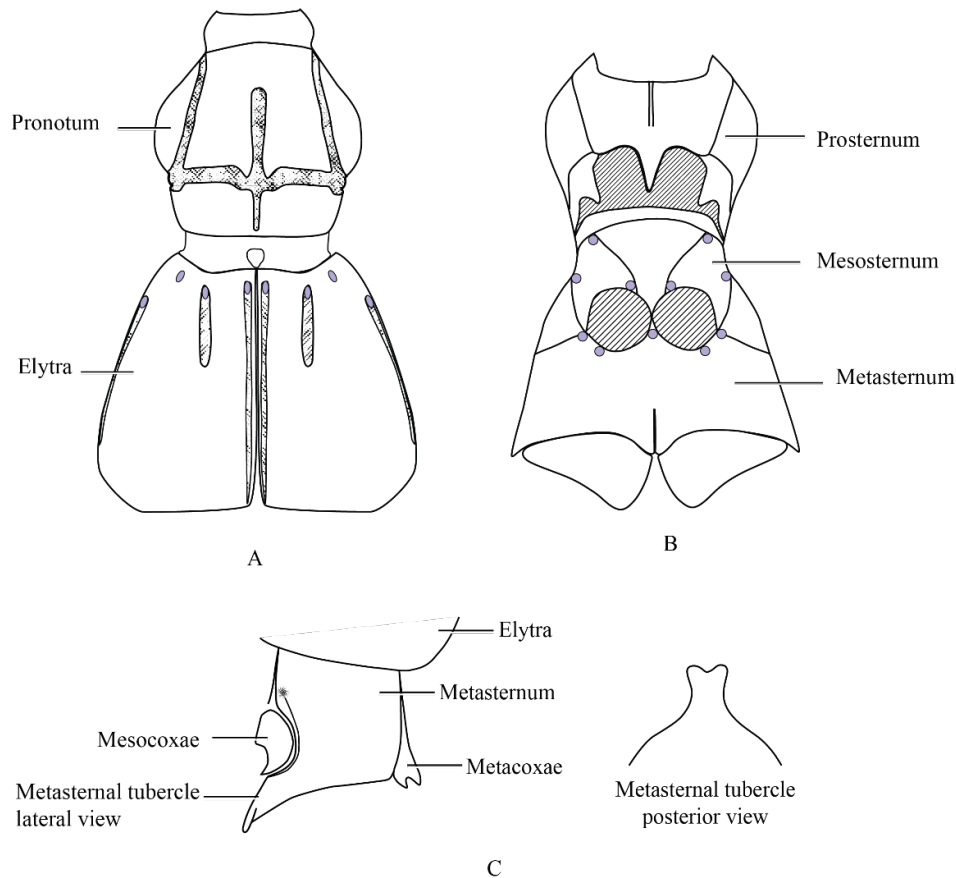 Pronotum
Elytra
A
Prosternum
Mesosternum
Metasternum
B
Elytra
Metasternum
Mesocoxae
Metacoxae
Metasternal tubercle
lateral view
Metasternal tubercle
posterior view
C